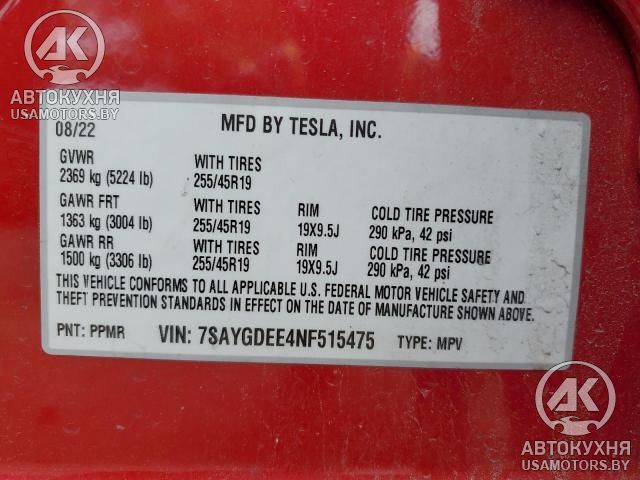 AK
АВТОКУХНЯ
USAMOTORS.BY
08/22 MFD BY TESLA, INC.
GVWR WITH TIRES
2369 kg (5224 lb) 255/45R19
GAWR FRT WITH TIRES RIM COLD TIRE PRESSURE
1363 kg (3004 lb) 255/45R19 19X9.5J 290 kPa, 42 psi
GAWR RR WITH TIRES RIM COLD TIRE PRESSURE
1500 kg (3306 lb) 255/45R19 19X9.5J 290 kPa, 42 psi
THIS VEHICLE CONFORMS TO ALL APPLICABLE U.S. FEDERAL MOTOR VEHICLE SAFETY AND
THEFT PREVENTION STANDARDS IN EFFECT ON THE DATE OF MANUFACTURE SHOWN ABOVE.
PNT: PPMR VIN: 7SAYGDEE4NF515475 TYPE: MPV
AK
АВТОКУХНЯ
USAMOTORS.BY